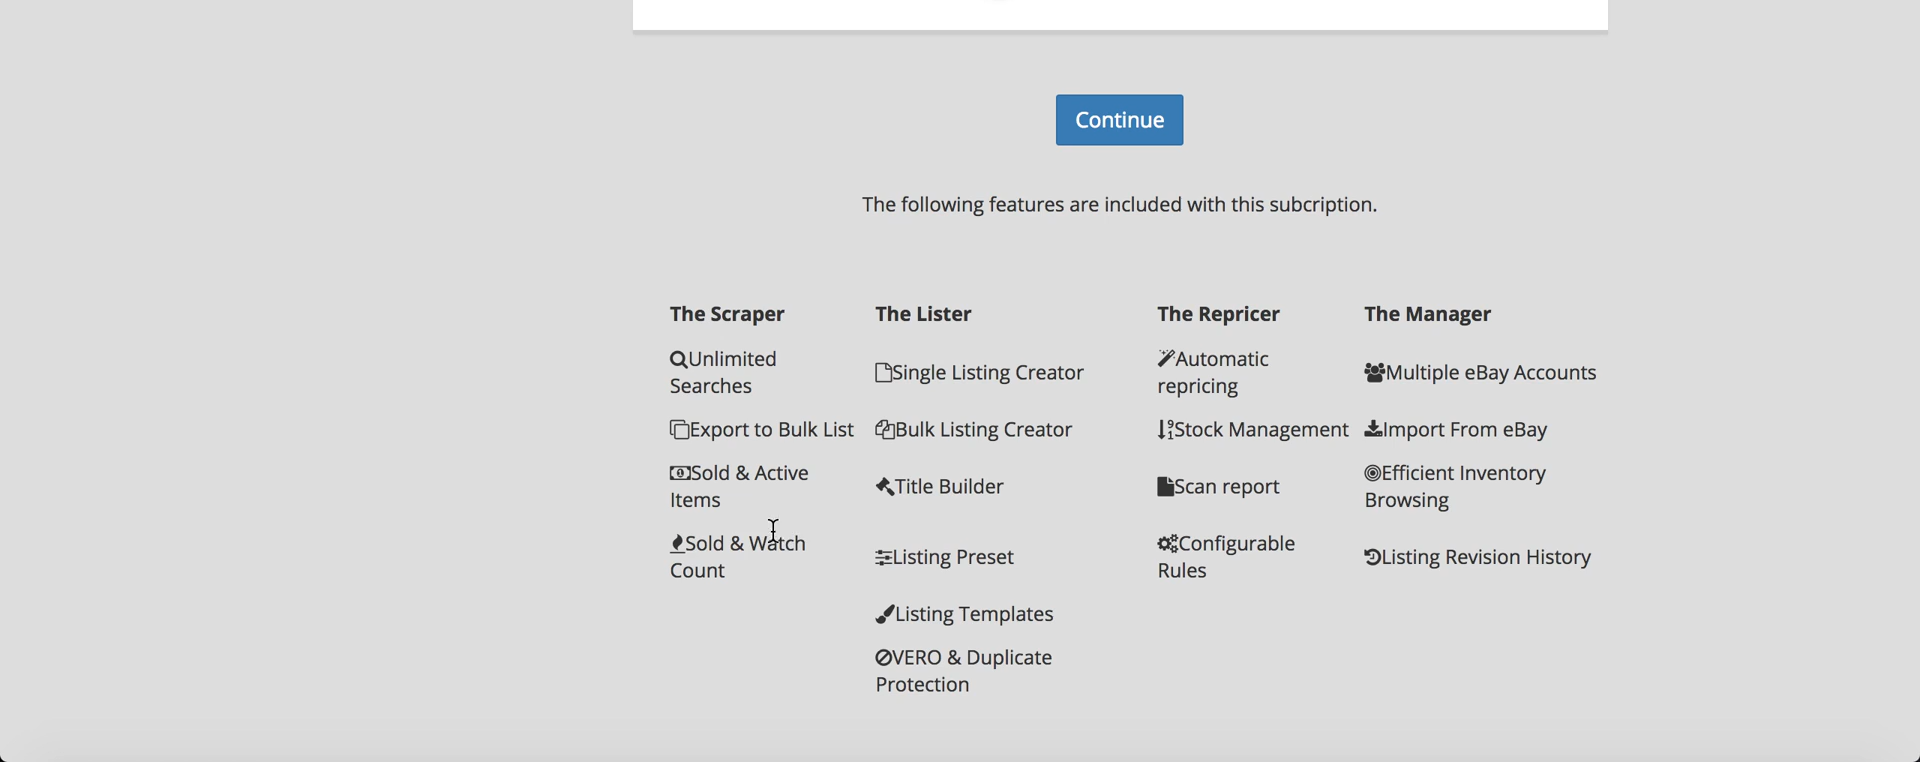 Continue
The following features are included with this subcription.
The Scraper
Unlimited
Searches
Export to Bulk List
Sold & Active
Items
Sold & Watch
Count
The Lister
Single Listing Creator
Bulk Listing Creator
Title Builder
Listing Preset
Listing Templates
VERO & Duplicate
Protection
The Repricer
Automatic
repricing
Stock Management
Scan report
Configurable
Rules
The Manager
Multiple eBay Accounts
Import From eBay
Efficient Inventory
Browsing
Listing Revision History